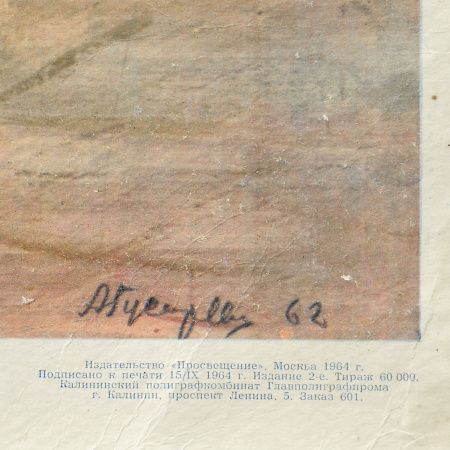 62
Издательство «Просвещение», Москва 1964 г.
Подписано к печати 15/IX 1964 г. Издание 2-е. Тираж 60 000.
Калининский полиграфкомбинат Главполиграфпрома
г. Калинин, проспект Ленина, 5. Заказ 601.